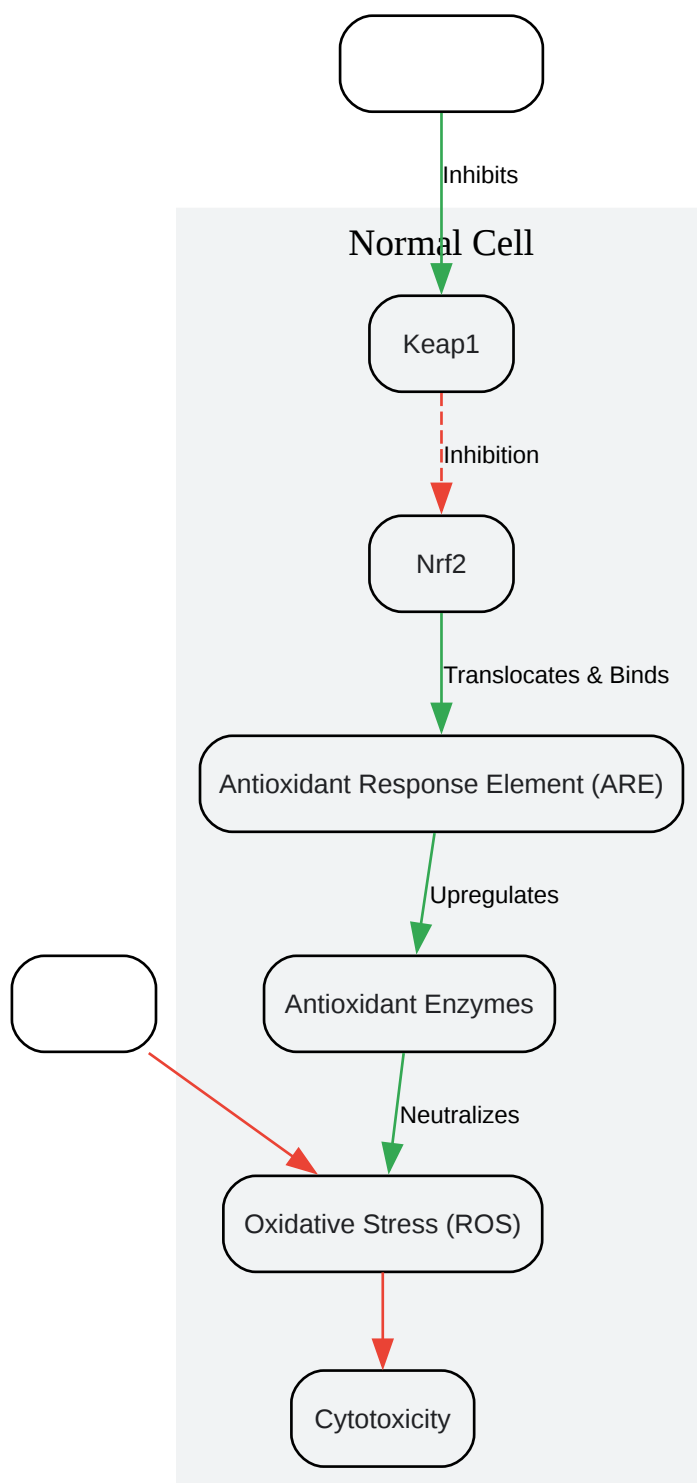 Inhibits
Normal Cell
Keap1
Inhibition
Nrf2
Translocates & Binds
Antioxidant Response Element (ARE)
Upregulates
Antioxidant Enzymes
Neutralizes
Oxidative Stress (ROS)
Cytotoxicity